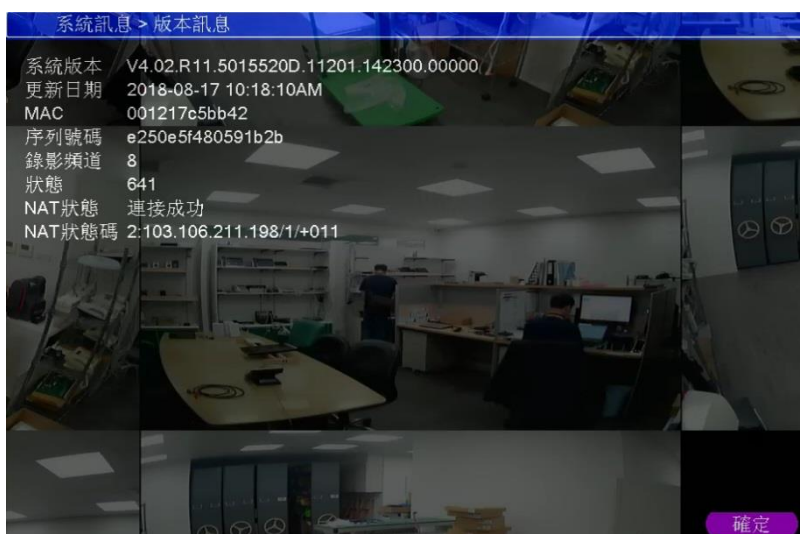 系統訊息 > 版本訊息
系統版本 V4.02.R11.5015520D.11201.142300.00000
更新日期 2018-08-17 10:18:10AM
MAC 001217c5bb42
序列號碼 e250e5f480591b2b
錄影頻道 8
狀態 641
NAT狀態 連接成功
NAT狀態碼 2:103.106.211.198/1/+011
確定